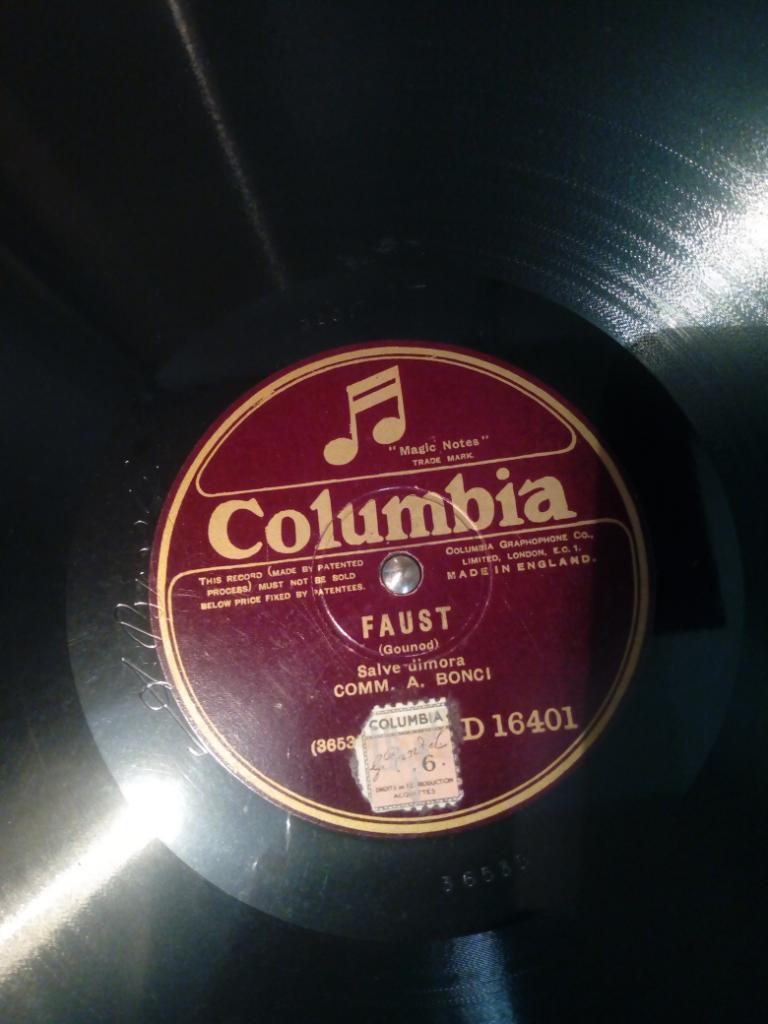 "Magic Notes"
TRADE MARK.
Columbia
THIS RECORD (MADE BY PATENTED
PROCESS) MUST NOT BE SOLD
BELOW PRICE FIXED BY PATENTEES.
COLUMBIA GRAPHOPHONE CO.,
LIMITED, LONDON, E.C.1.
MADE IN ENGLAND.
FAUST
(Gounod)
Salve dimora
COMM. A. BONCI
(3653
D 16401
COLUMBIA
6.
ACQUITTES